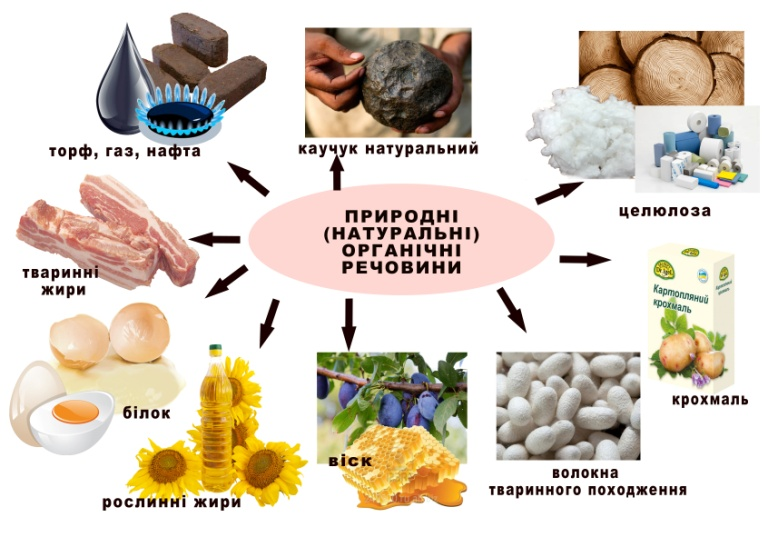 торф, газ, нафта
каучук натуральний
целюлоза
ПРИРОДНІ
(НАТУРАЛЬНІ)
ОРГАНІЧНІ
РЕЧОВИНИ
тваринні
жири
Картопляний
крохмаль
крохмаль
білок
віск
рослинні жири
волокна
тваринного походження